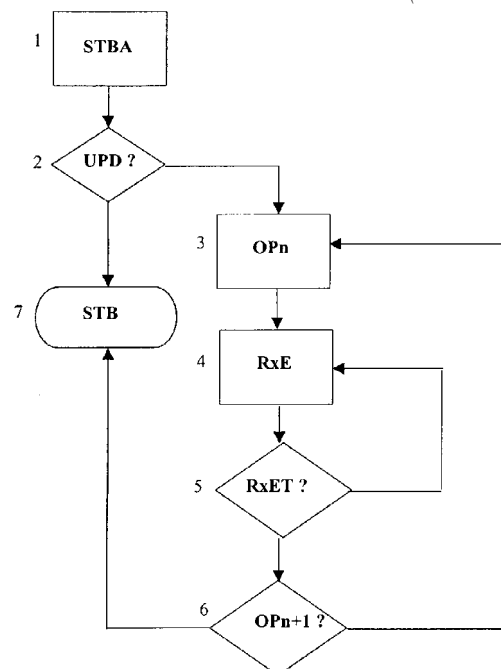 1 STBA
2 UPD ?
3 OPn
7 STB
4 RxE
5 RxET ?
6 OPn+1 ?